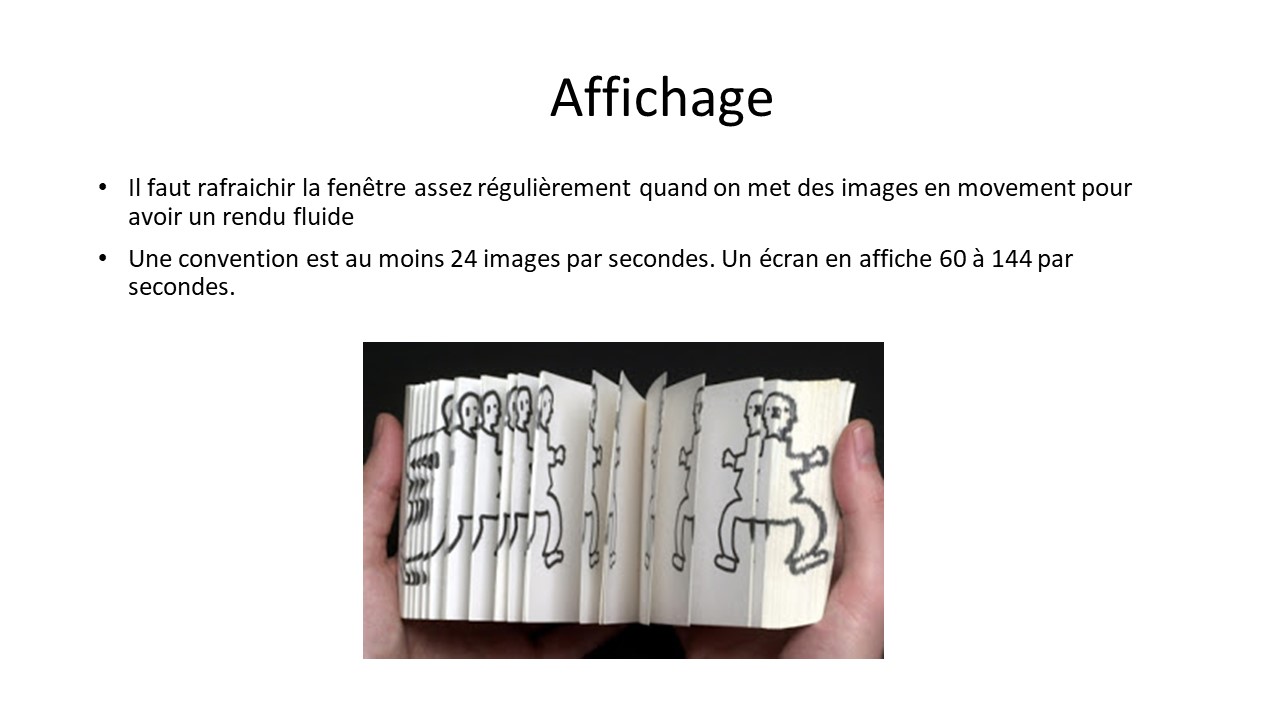 Affichage
• Il faut rafraichir la fenêtre assez régulièrement quand on met des images en movement pour
avoir un rendu fluide
• Une convention est au moins 24 images par secondes. Un écran en affiche 60 à 144 par
secondes.